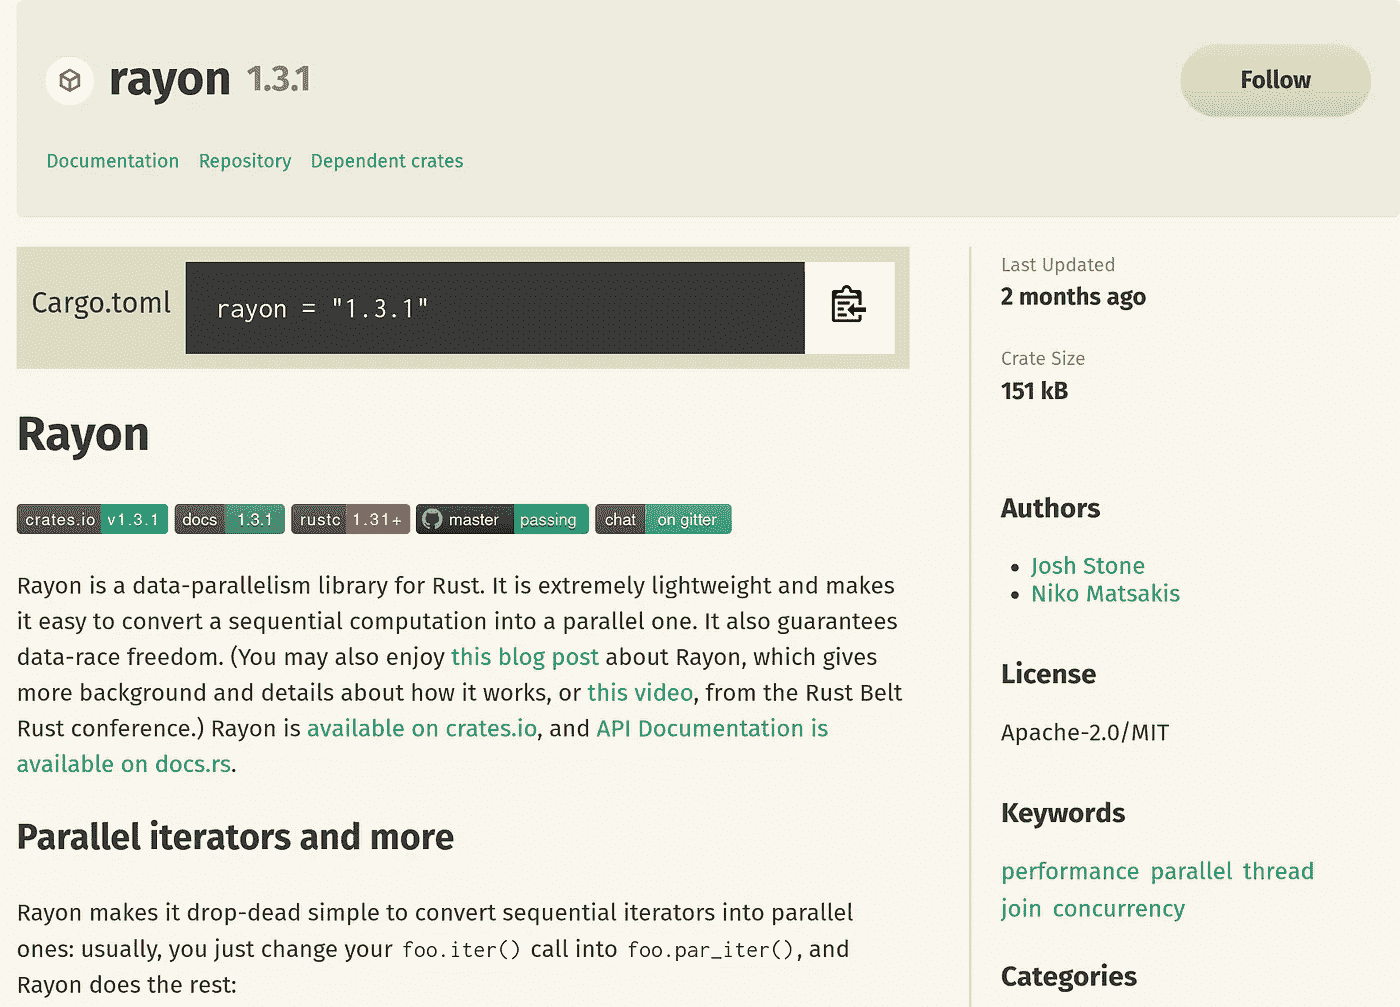 rayon 1.3.1
Follow
Documentation Repository Dependent crates
Cargo.toml
rayon = "1.3.1"
Rayon
crates.io v1.3.1 docs 1.3.1 rustc 1.31+ master passing chat on gitter
Rayon is a data-parallelism library for Rust. It is extremely lightweight and makes
it easy to convert a sequential computation into a parallel one. It also guarantees
data-race freedom. (You may also enjoy this blog post about Rayon, which gives
more background and details about how it works, or this video, from the Rust Belt
Rust conference.) Rayon is available on crates.io, and API Documentation is
available on docs.rs.
Parallel iterators and more
Rayon makes it drop-dead simple to convert sequential iterators into parallel
ones: usually, you just change your foo.iter() call into foo.par_iter(), and
Rayon does the rest:
Last Updated
2 months ago
Crate Size
151 kB
Authors
Josh Stone
Niko Matsakis
License
Apache-2.0/MIT
Keywords
performance parallel thread
join concurrency
Categories